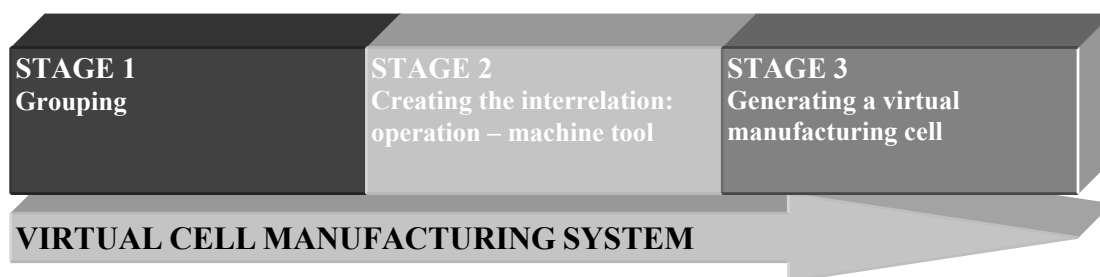 STAGE 1
Grouping
STAGE 2
Creating the interrelation:
operation – machine tool
STAGE 3
Generating a virtual
manufacturing cell
VIRTUAL CELL MANUFACTURING SYSTEM